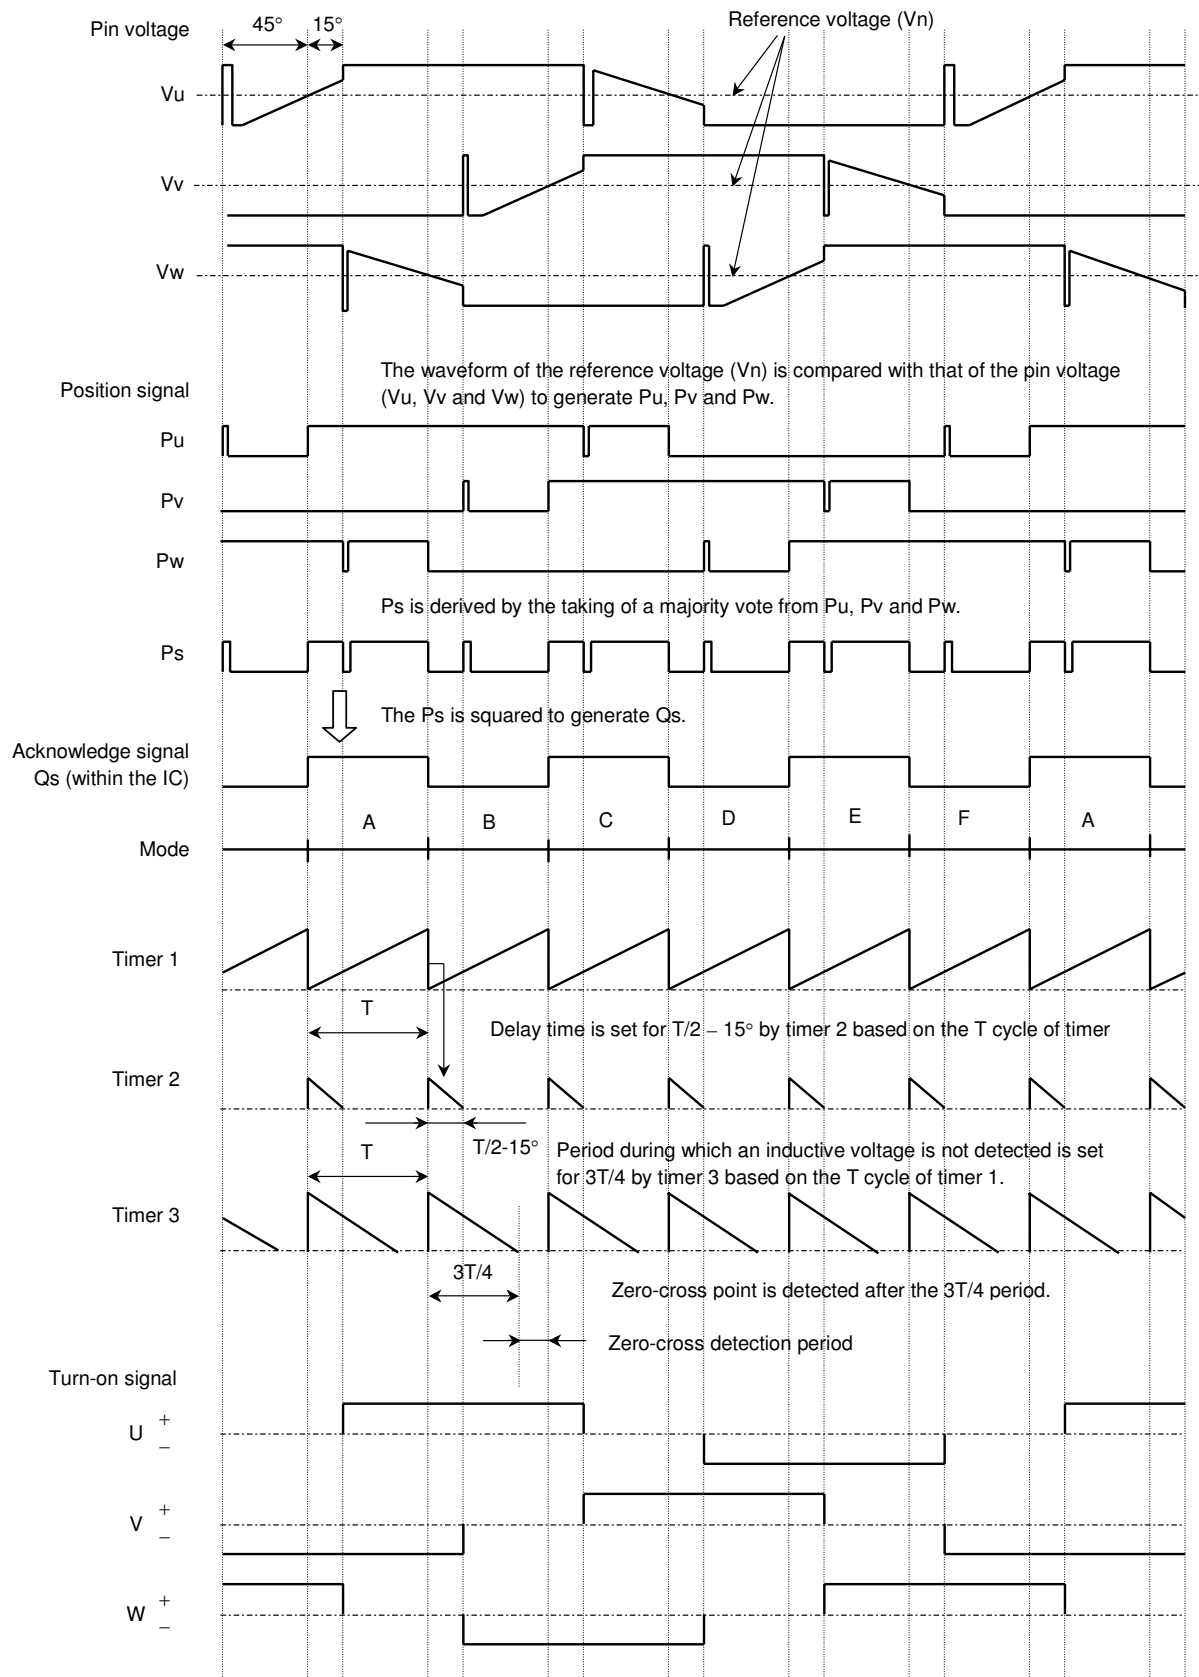 Reference voltage (Vn)
Pin voltage
45° 15°
Vu
Vv
Vw
The waveform of the reference voltage (Vn) is compared with that of the pin voltage
(Vu, Vv and Vw) to generate Pu, Pv and Pw.
Position signal
Pu
Pv
Pw
Ps is derived by the taking of a majority vote from Pu, Pv and Pw.
Ps
The Ps is squared to generate Qs.
Acknowledge signal
Qs (within the IC)
A B C D E F A
Mode
Timer 1
T
Delay time is set for T/2 – 15° by timer 2 based on the T cycle of timer
Timer 2
T/2-15°
T
Period during which an inductive voltage is not detected is set
for 3T/4 by timer 3 based on the T cycle of timer 1.
Timer 3
3T/4
Zero-cross point is detected after the 3T/4 period.
Zero-cross detection period
Turn-on signal
U + −
V + −
W + −